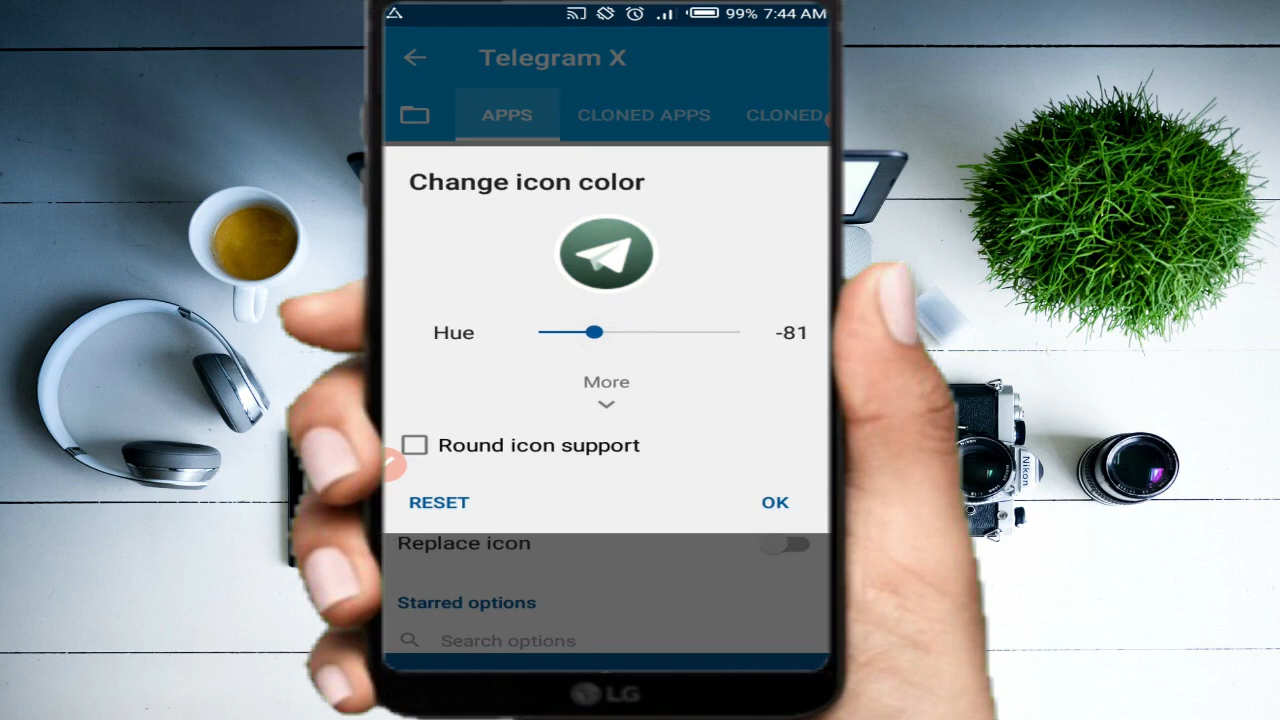 99% 7:44 AM
Telegram X
APPS CLONED APPS CLONED
Change icon color
Hue -81
More
Round icon support
RESET OK
Replace icon
Starred options
Search options
LG
Nikon